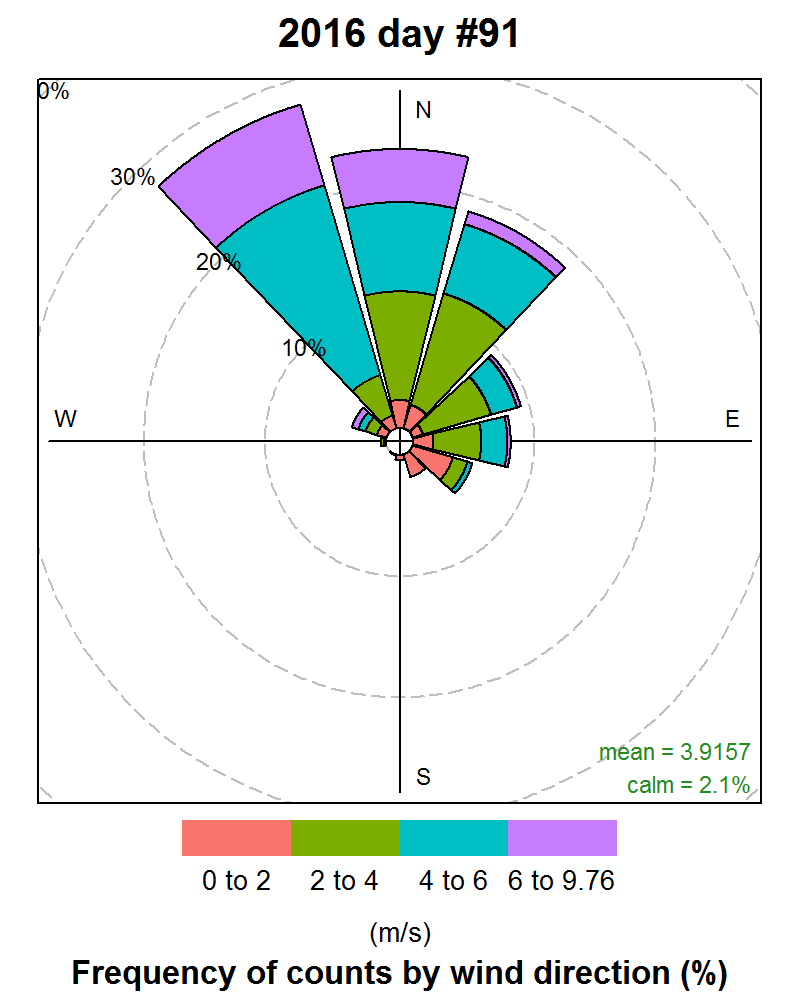 2016 day #91
0%
N
30%
20%
10%
W
E
S
mean = 3.9157
calm = 2.1%
0 to 2 2 to 4 4 to 6 6 to 9.76
(m/s)
Frequency of counts by wind direction (%)